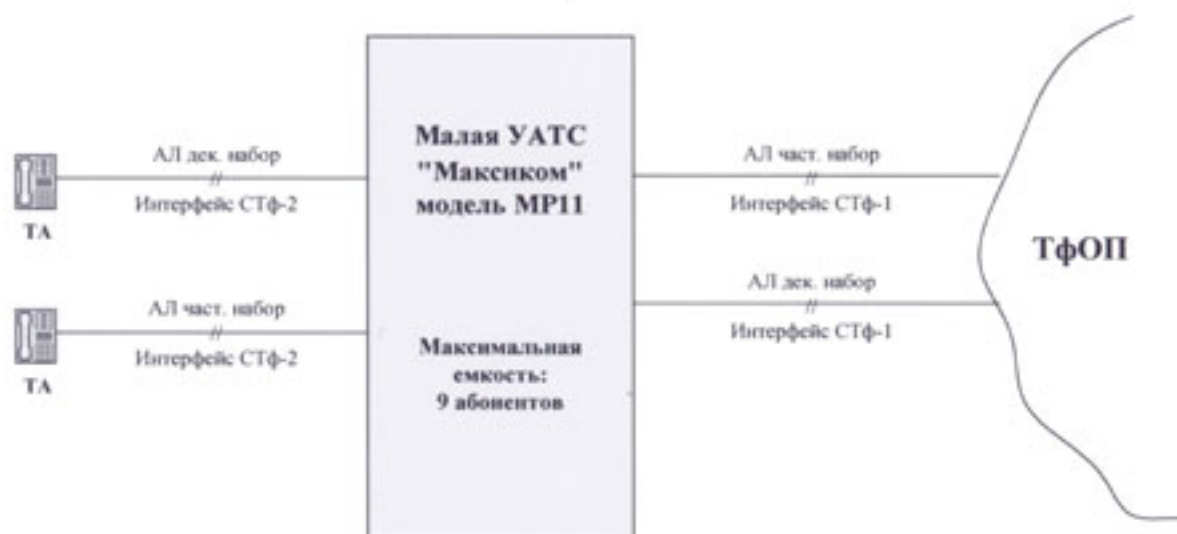 АЛ дек. набор
//
Интерфейс СТф-2
ТА
АЛ част. набор
//
Интерфейс СТф-2
ТА
Малая УАТС
"Максиком"
модель МР11
Максимальная
емкость:
9 абонентов
АЛ част. набор
//
Интерфейс СТф-1
АЛ дек. набор
//
Интерфейс СТф-1
ТфОП